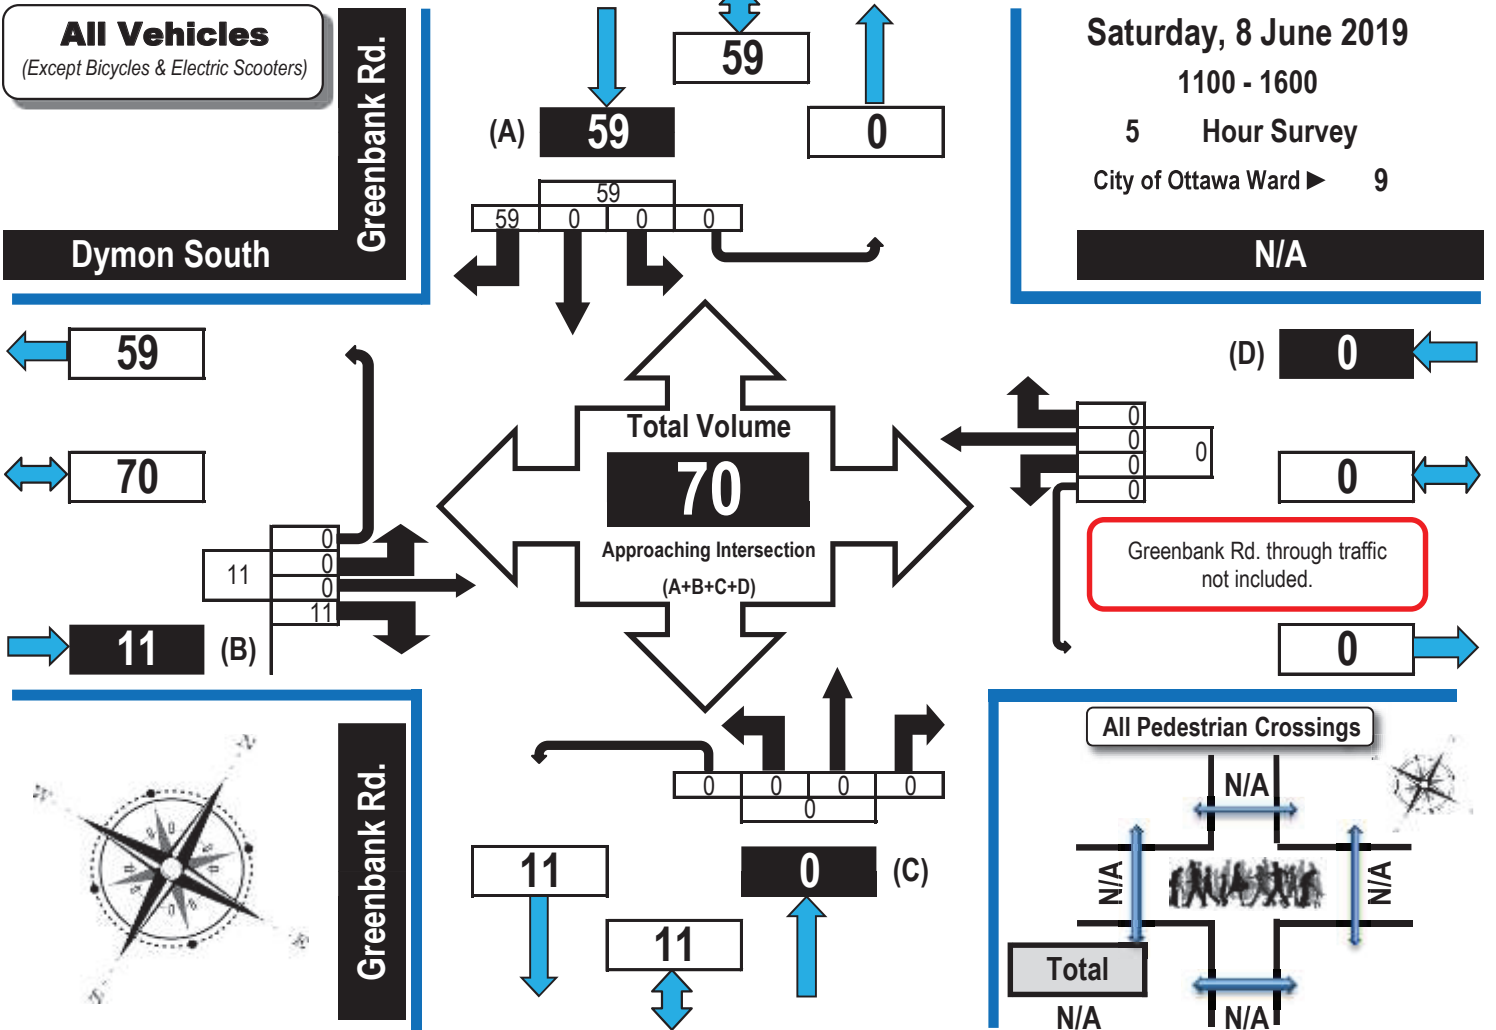 All Vehicles
(Except Bicycles & Electric Scooters)
Greenbank Rd.
Dymon South
59
(A) 59
0
59
59 0 0 0
Saturday, 8 June 2019
1100 - 1600
5 Hour Survey
City of Ottawa Ward ► 9
N/A
59
70
0
0
11
0
11
11 (B)
Total Volume
70
Approaching Intersection
(A+B+C+D)
(D) 0
0
0
0
0
0
0
Greenbank Rd. through traffic
not included.
0
N
W
E
S
Greenbank Rd.
0 0 0 0
0
11
0 (C)
11
All Pedestrian Crossings
N/A
N/A
N/A
Total
N/A
N/A